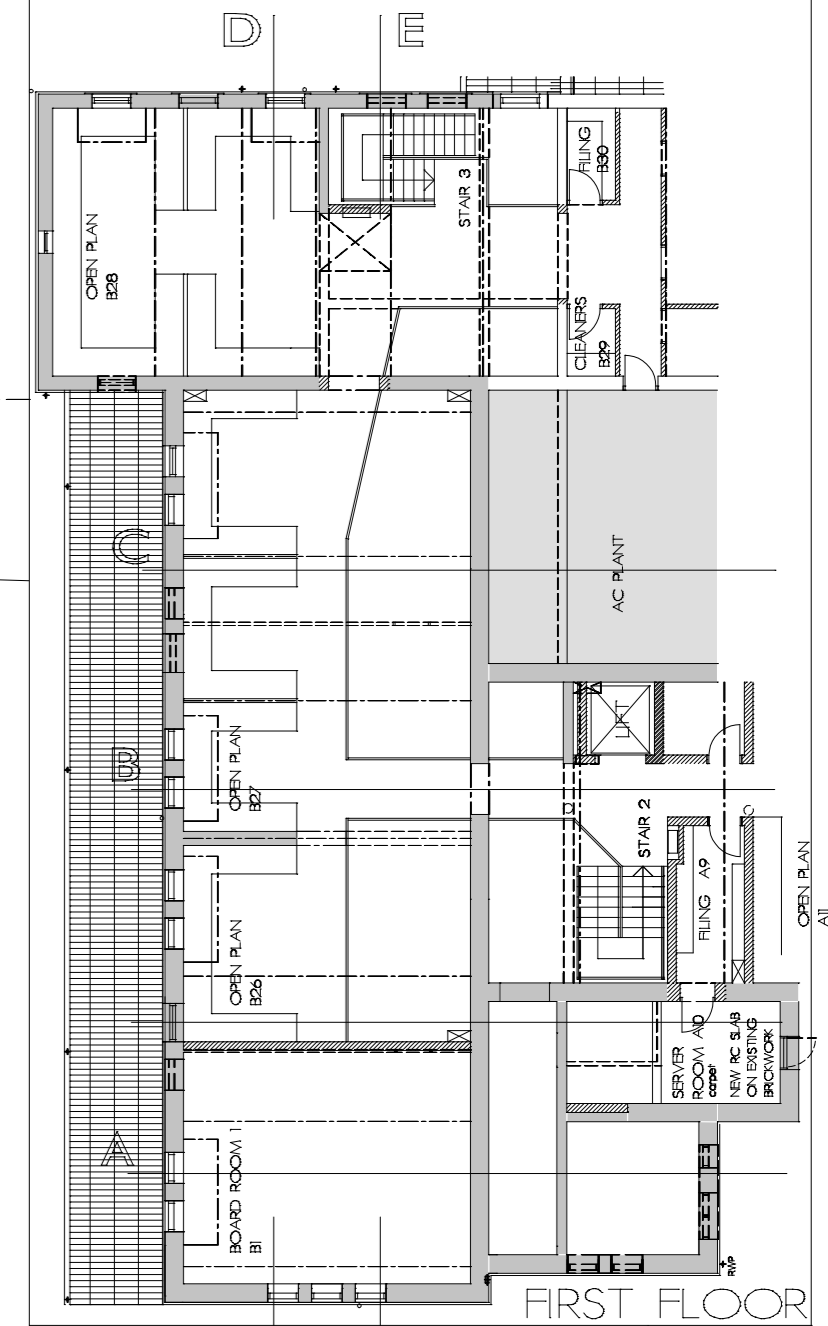 D
E
OPEN PLAN
B28
STAIR 3
FILING
B30
CLEANERS
B29
C
AC PLANT
B
OPEN PLAN
B27
LIFT
STAIR 2
FILING A9
OPEN PLAN
A11
OPEN PLAN
B26
SERVER
ROOM A10
carpet
NEW RC SLAB
ON EXISTING
BRICKWORK
A
BOARD ROOM 1
B1
RWP
FIRST FLOOR